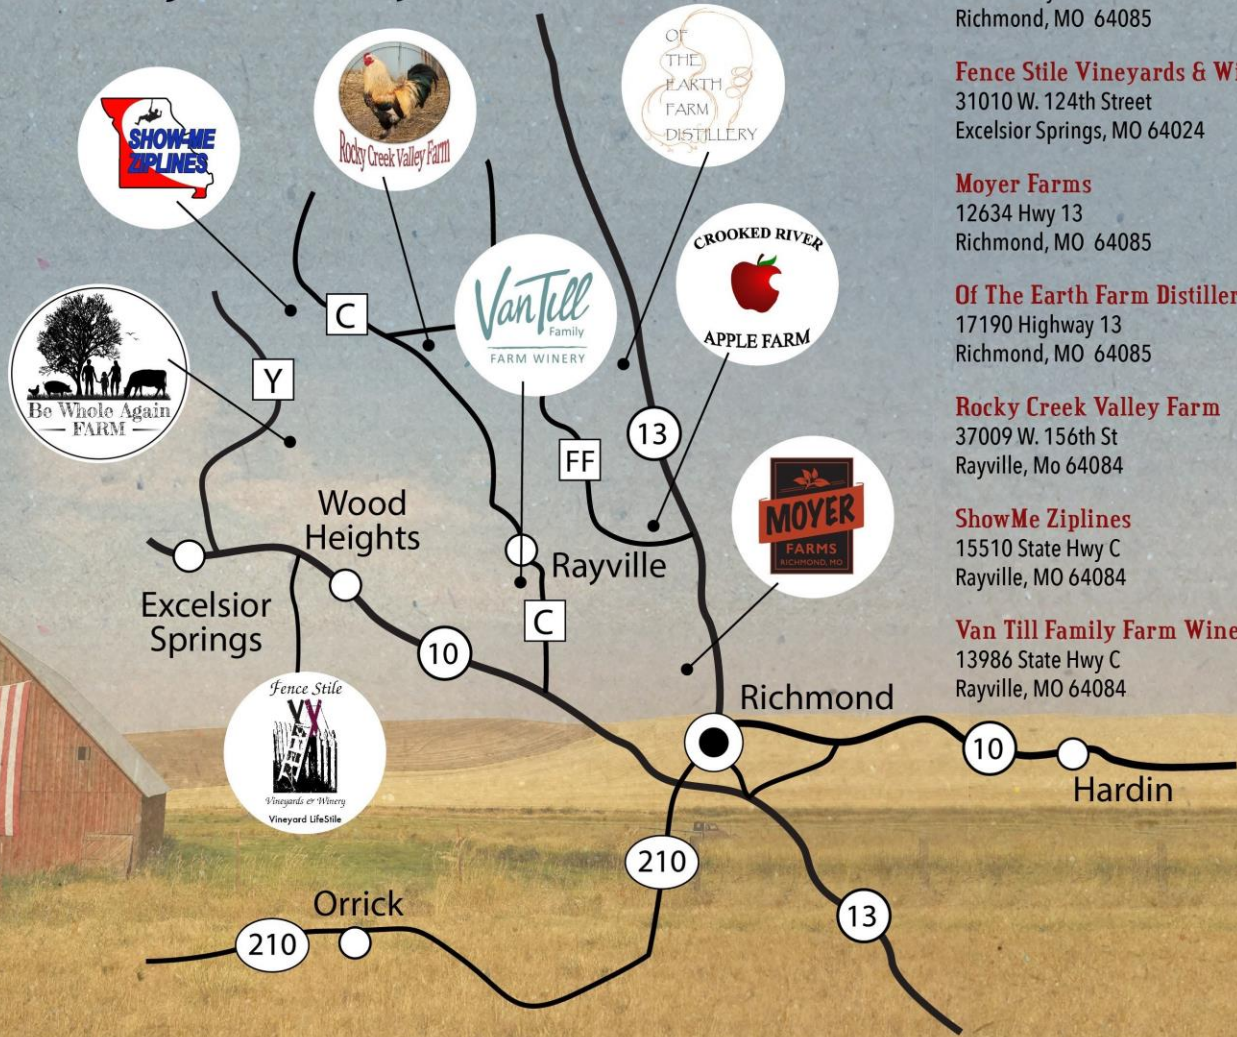 Richmond, MO 64085
Fence Stile Vineyards & Wi
31010 W. 124th Street
Excelsior Springs, MO 64024
Moyer Farms
12634 Hwy 13
Richmond, MO 64085
Of The Earth Farm Distiller
17190 Highway 13
Richmond, MO 64085
Rocky Creek Valley Farm
37009 W. 156th St
Rayville, Mo 64084
ShowMe Ziplines
15510 State Hwy C
Rayville, MO 64084
Van Till Family Farm Wine
13986 State Hwy C
Rayville, MO 64084
OF
THE
EARTH
FARM
DISTILLERY
SHOW-ME
ZIPLINES
Rocky Creek Valley Farm
CROOKED RIVER
APPLE FARM
VanTill
Family
FARM WINERY
Be Whole Again
FARM
C
Y
13
FF
MOYER
FARMS
RICHMOND, MO
Wood
Heights
Rayville
Excelsior
Springs
C
10
Fence Stile
Vineyards & Winery
Vineyard LifeStile
Richmond
10
Hardin
210
Orrick
210
13